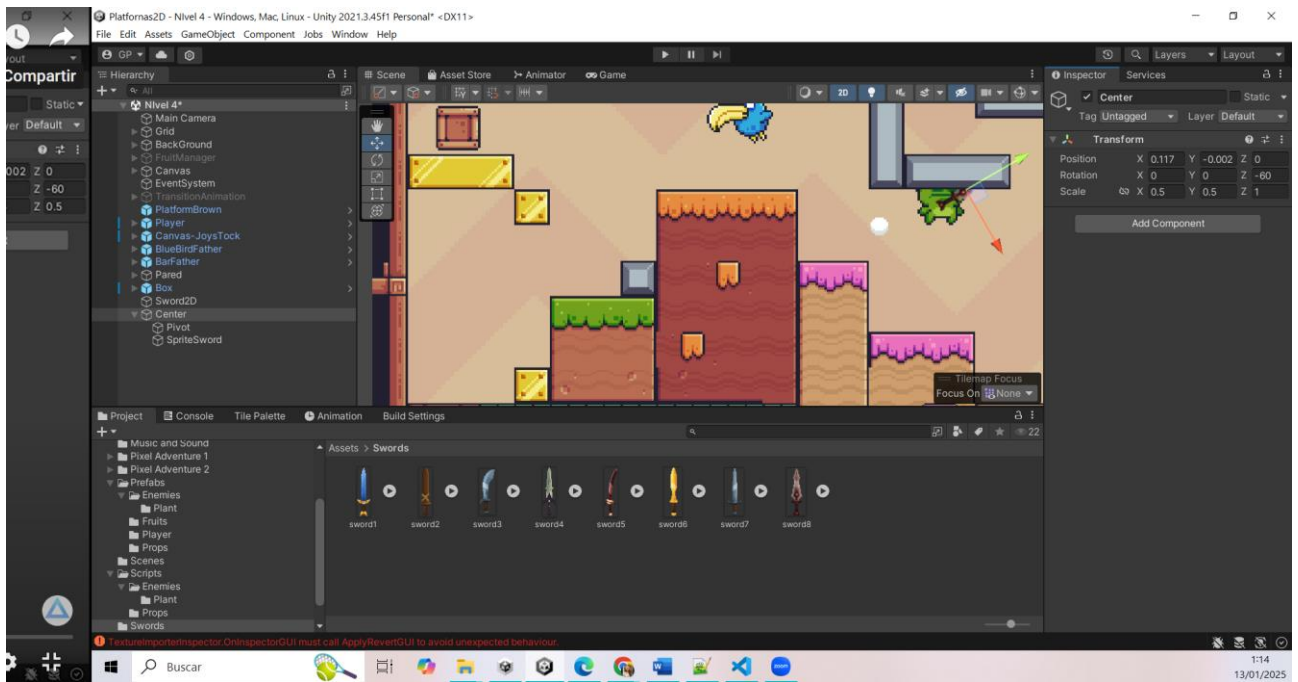 Platfornas2D - NIvel 4 - Windows, Mac, Linux - Unity 2021.3.45f1 Personal* <DX11>
File Edit Assets GameObject Component Jobs Window Help
GP
Layers
Layout
Compartir
Static
Default
002 Z 0
Z -60
Z 0.5
Hierarchy
All
NIvel 4*
Main Camera
Grid
BackGround
FruitManager
Canvas
EventSystem
TransitionAnimation
PlatformBrown
Player
Canvas-JoysTock
BlueBirdFather
BarFather
Pared
Box
Sword2D
Center
Pivot
SpriteSword
Scene Asset Store Animator Game
2D
Tilemap Focus
Focus On None
Inspector Services
Center Static
Tag Untagged Layer Default
Transform
Position X 0.117 Y -0.002 Z 0
Rotation X 0 Y 0 Z -60
Scale X 0.5 Y 0.5 Z 1
Add Component
Project Console Tile Palette Animation Build Settings
22
Music and Sound
Pixel Adventure 1
Pixel Adventure 2
Prefabs
Enemies
Plant
Fruits
Player
Props
Scenes
Scripts
Enemies
Plant
Props
Swords
Assets > Swords
sword1 sword2 sword3 sword4 sword5 sword6 sword7 sword8
TextureImporterInspector.OnInspectorGUI must call ApplyRevertGUI to avoid unexpected behaviour.
Buscar
1:14
13/01/2025